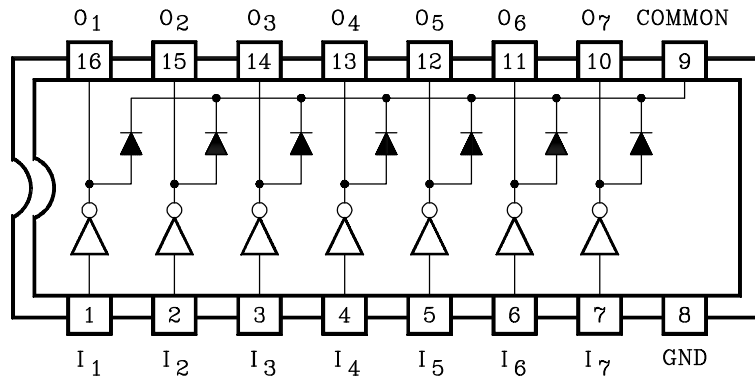 O1 O2 O3 O4 O5 O6 O7 COMMON
16 15 14 13 12 11 10 9
1 2 3 4 5 6 7 8
I1 I2 I3 I4 I5 I6 I7 GND